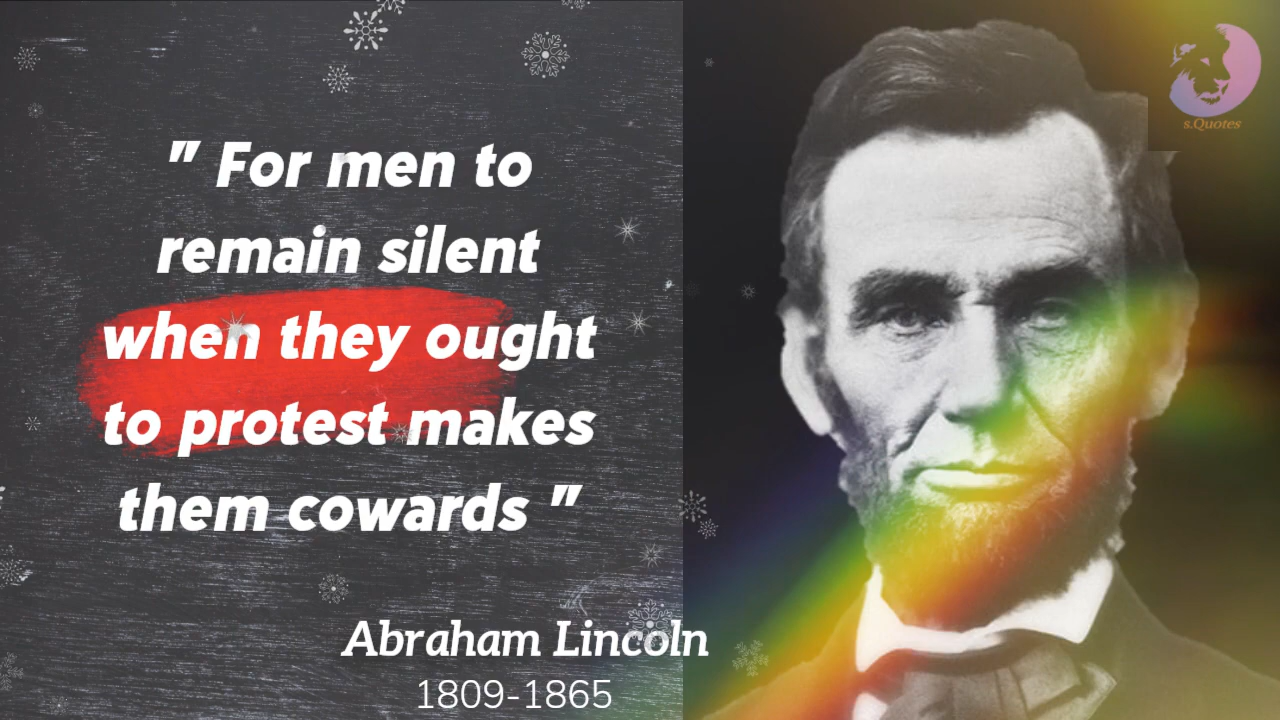 " For men to
remain silent
when they ought
to protest makes
them cowards "
Abraham Lincoln
1809-1865
s.Quotes